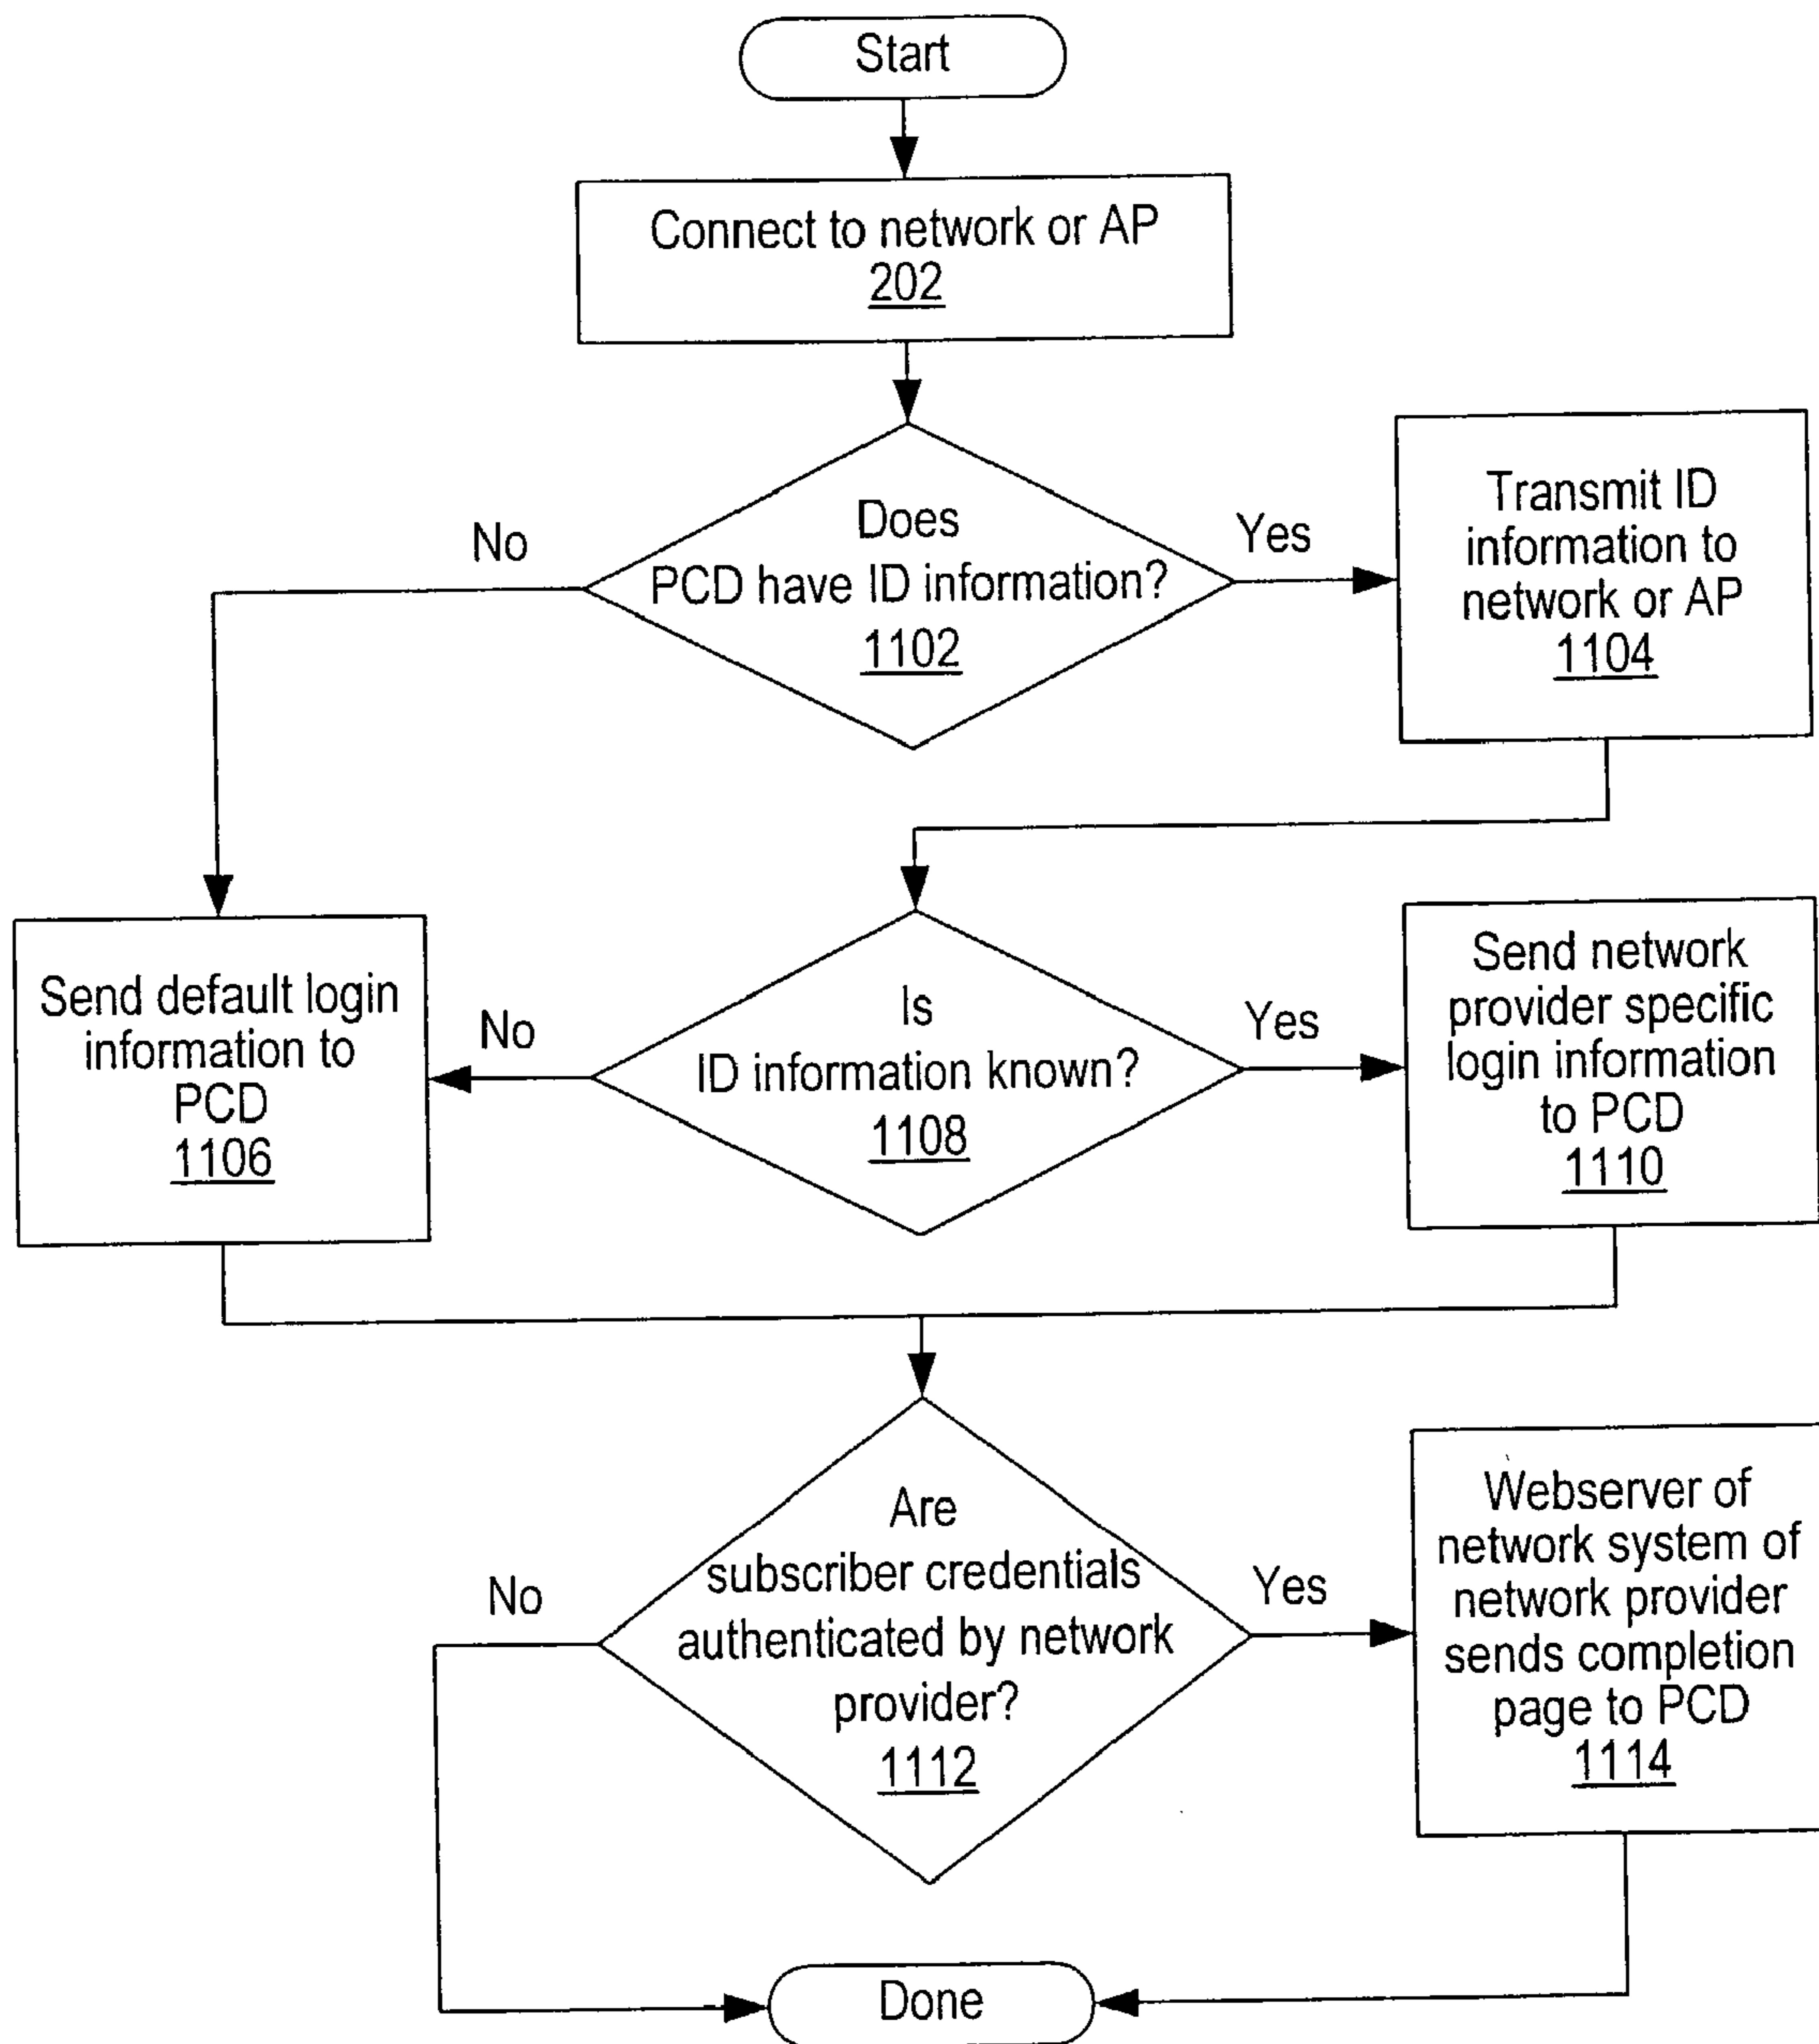 Start
Connect to network or AP
202
Does
PCD have ID information?
1102
No
Yes
Transmit ID
information to
network or AP
1104
Send default login
information to
PCD
1106
No
Is
ID information known?
1108
Yes
Send network
provider specific
login information
to PCD
1110
No
Are
subscriber credentials
authenticated by network
provider?
1112
Yes
Webserver of
network system of
network provider
sends completion
page to PCD
1114
Done